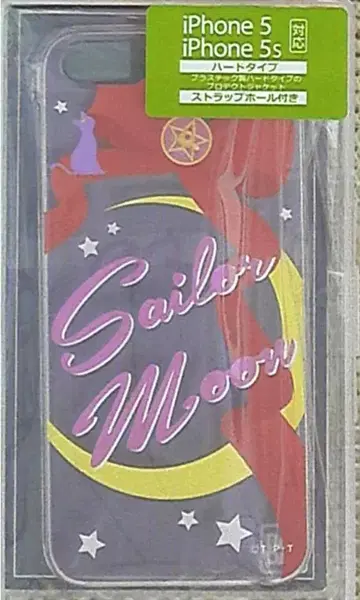 iPhone 5
iPhone 5s
対応
ハードタイプ
プラスチック製ハードタイプの
プロテクトジャケット
ストラップホール付き
Sailor
Moon
©T･P･T